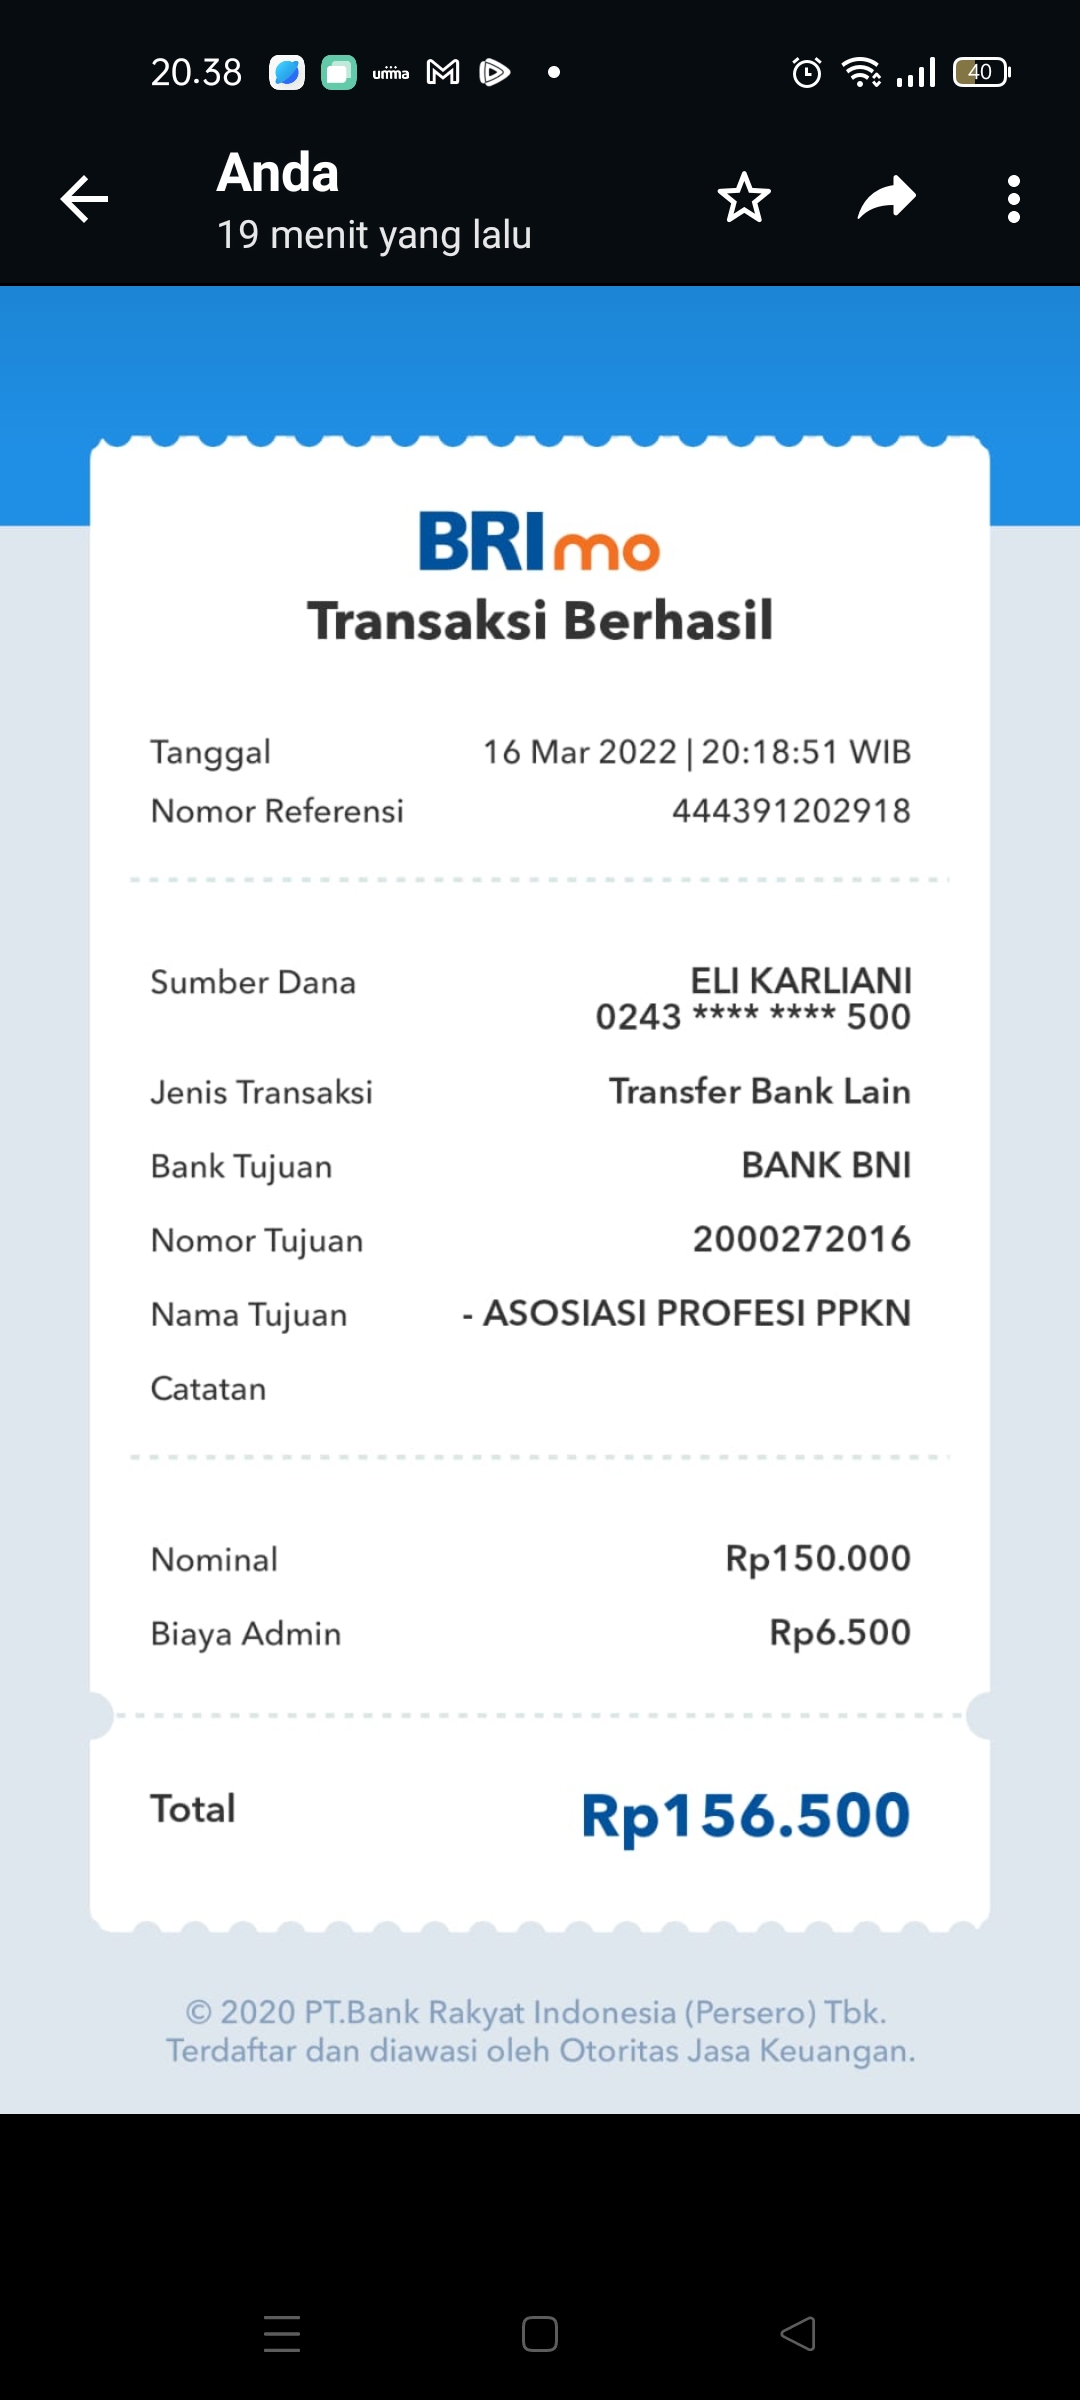 20.38 umma 40
Anda
19 menit yang lalu
BRImo
Transaksi Berhasil
Tanggal 16 Mar 2022 | 20:18:51 WIB
Nomor Referensi 444391202918
Sumber Dana ELI KARLIANI
0243 **** **** 500
Jenis Transaksi Transfer Bank Lain
Bank Tujuan BANK BNI
Nomor Tujuan 2000272016
Nama Tujuan - ASOSIASI PROFESI PPKN
Catatan
Nominal Rp150.000
Biaya Admin Rp6.500
Total Rp156.500
© 2020 PT.Bank Rakyat Indonesia (Persero) Tbk.
Terdaftar dan diawasi oleh Otoritas Jasa Keuangan.